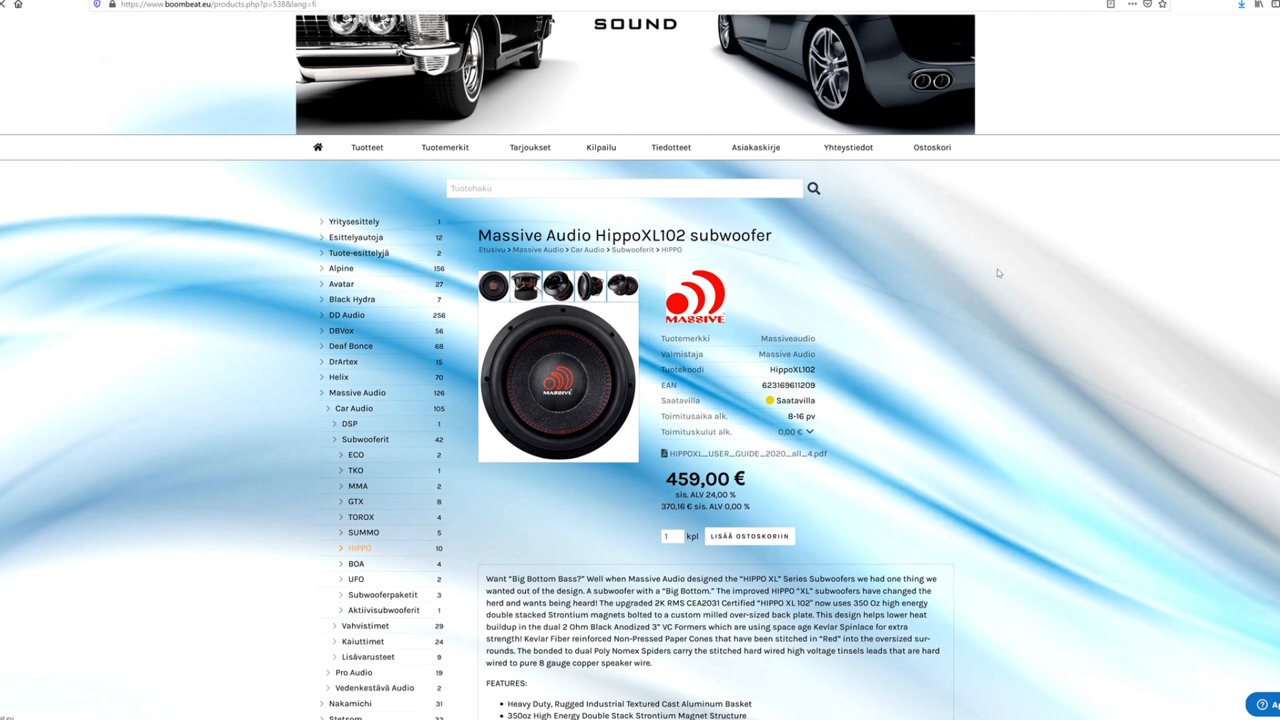 https://www.boombeat.eu/products.php?p=538&lang=fi
SOUND
Tuotteet Tuotemerkit Tarjoukset Kilpailu Tiedotteet Asiakaskirje Yhteystiedot Ostoskori
Tuotehaku
Yritysesittely 1
Esittelyautoja 12
Tuote-esittelyjä 2
Alpine 156
Avatar 27
Black Hydra 7
DD Audio 256
DBVox 56
Deaf Bonce 68
DrArtex 15
Helix 70
Massive Audio 126
Car Audio 105
DSP 1
Subwooferit 42
ECO 2
TKO 1
MMA 2
GTX 8
TOROX 4
SUMMO 5
HIPPO 10
BOA 4
UFO 2
Subwooferpaketit 3
Aktiivisubwooferit 1
Vahvistimet 29
Kaiuttimet 24
Lisävarusteet 9
Pro Audio 19
Vedenkestävä Audio 2
Nakamichi 31
Massive Audio HippoXL102 subwoofer
Etusivu > Massive Audio > Car Audio > Subwooferit > HIPPO
MASSIVE
MASSIVE
Tuotemerkki Massiveaudio
Valmistaja Massive Audio
Tuotekoodi HippoXL102
EAN 623169611209
Saatavilla Saatavilla
Toimitusaika alk. 8-16 pv
Toimituskulut alk. 0,00 €
HIPPOXL_USER_GUIDE_2020_all_4.pdf
459,00 €
sis. ALV 24,00 %
370,16 € sis. ALV 0,00 %
1 kpl LISÄÄ OSTOSKORIIN
Want "Big Bottom Bass?" Well when Massive Audio designed the "HIPPO XL" Series Subwoofers we had one thing we
wanted out of the design. A subwoofer with a "Big Bottom." The improved HIPPO "XL" subwoofers have changed the
herd and wants being heard! The upgraded 2K RMS CEA2031 Certified "HIPPO XL 102" now uses 350 Oz high energy
double stacked Strontium magnets bolted to a custom milled over-sized back plate. This design helps lower heat
buildup in the dual 2 Ohm Black Anodized 3" VC Formers which are using space age Kevlar Spinlace for extra
strength! Kevlar Fiber reinforced Non-Pressed Paper Cones that have been stitched in "Red" into the oversized sur-
rounds. The bonded to dual Poly Nomex Spiders carry the stitched hard wired high voltage tinsels leads that are hard
wired to pure 8 gauge copper speaker wire.
FEATURES:
• Heavy Duty, Rugged Industrial Textured Cast Aluminum Basket
• 350oz High Energy Double Stack Strontium Magnet Structure